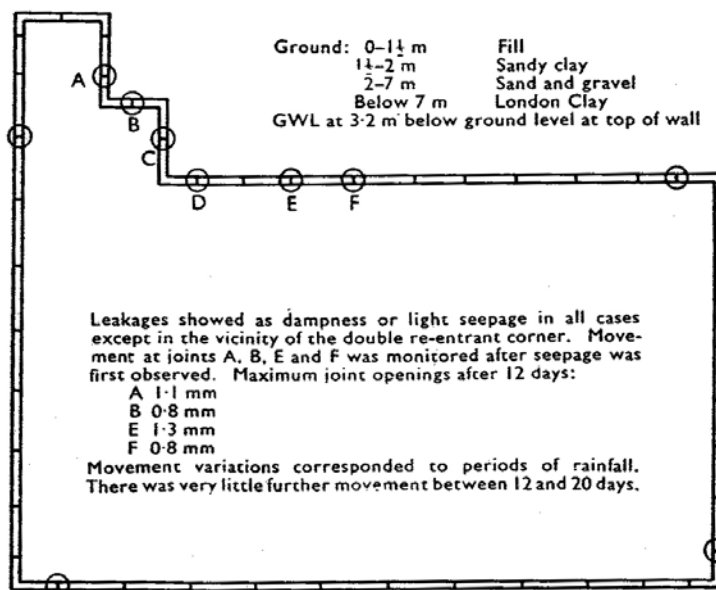 Ground: 0–1½ m Fill
1½–2 m Sandy clay
2–7 m Sand and gravel
Below 7 m London Clay
GWL at 3·2 m below ground level at top of wall
A
B
C
D E F
Leakages showed as dampness or light seepage in all cases
except in the vicinity of the double re-entrant corner. Move-
ment at joints A, B, E and F was monitored after seepage was
first observed. Maximum joint openings after 12 days:
A 1·1 mm
B 0·8 mm
E 1·3 mm
F 0·8 mm
Movement variations corresponded to periods of rainfall.
There was very little further movement between 12 and 20 days.